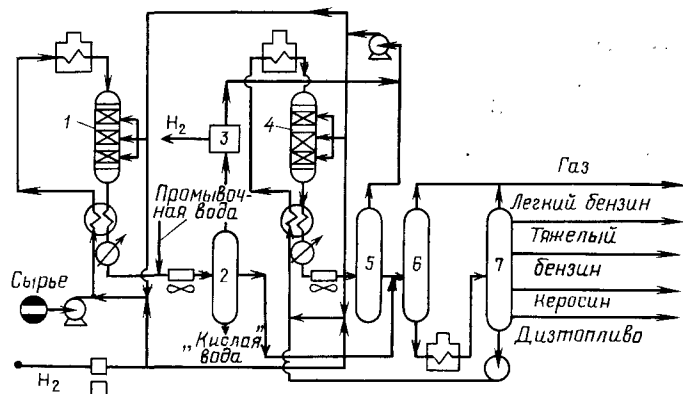 1
H₂
3
4
Газ
Промывоч-
ная вода
Легкий бензин
Тяжелый
бензин
2
5
6
7
Сырье
Керосин
„Кислая
вода"
Дизтопливо
H₂